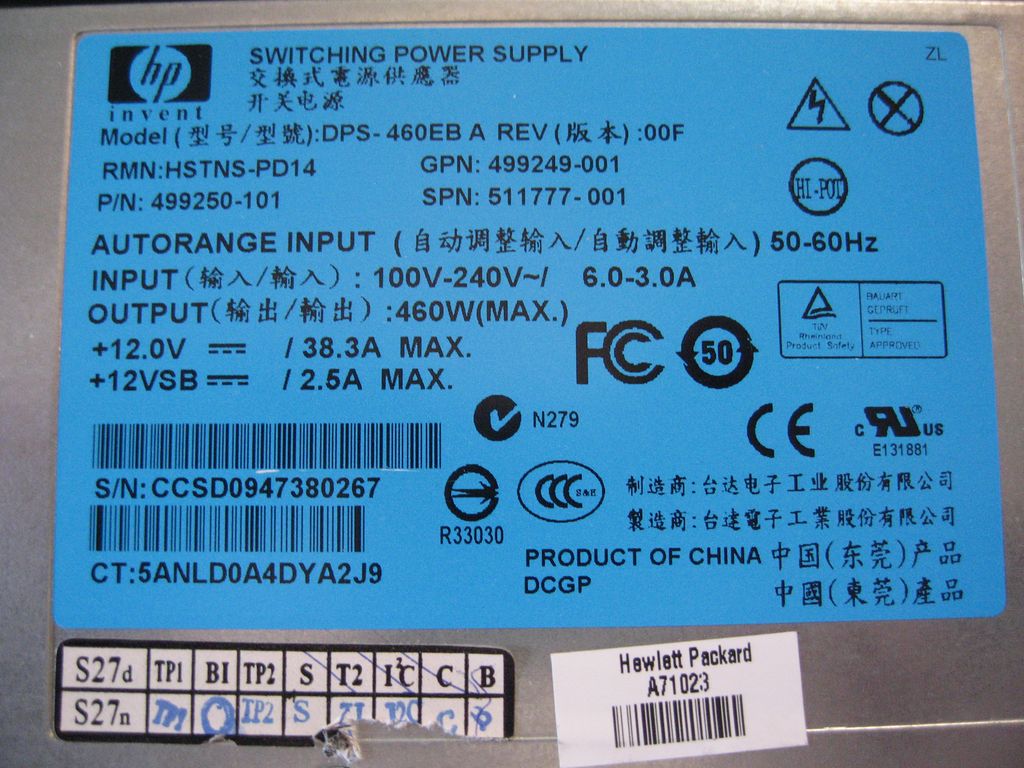 hp
invent
SWITCHING POWER SUPPLY
交換式電源供應器
开关电源
ZL
Model (型号/型號):DPS-460EB A REV (版本) :00F
RMN:HSTNS-PD14
GPN: 499249-001
P/N: 499250-101
SPN: 511777-001
HI-POT
AUTORANGE INPUT (自动调整输入/自動調整輸入) 50-60Hz
INPUT (输入/輸入) : 100V-240V~/ 6.0-3.0A
OUTPUT(输出/輸出) :460W(MAX.)
+12.0V ⎓ / 38.3A MAX.
+12VSB ⎓ / 2.5A MAX.
FC
50
TÜV
Rheinland
Product Safety
BAUART
GEPRUFT
TYPE
APPROVED
N279
CE
c RU ® US
E131881
S/N:CCSD0947380267
R33030
CCC S&E
制造商:台达电子工业股份有限公司
製造商:台達電子工業股份有限公司
CT:5ANLD0A4DYA2J9
PRODUCT OF CHINA 中国(东莞)产品
DCGP
中國(東莞)產品
S27d TP1 BI TP2 S T2 I²C C B
S27n TP2 S
Hewlett Packard
A71023